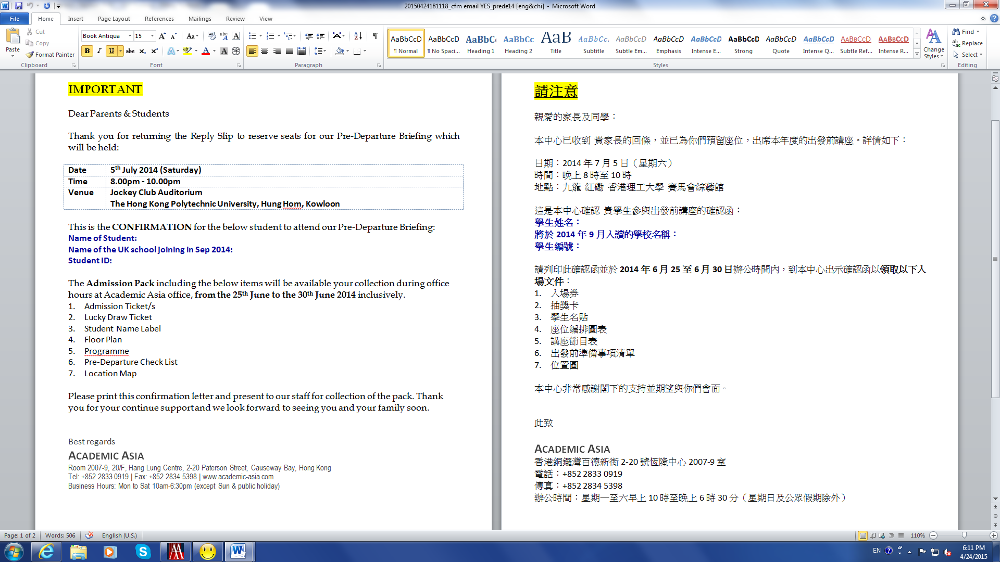 20150424181118_cfm email YES_prede14 [eng&chi] - Microsoft Word
File Home Insert Page Layout References Mailings Review View
Paste
Cut
Copy
Format Painter
Clipboard
Book Antiqua 15
Font
Paragraph
AaBbCcD AaBbCcD AaBbC AaBbCc AaB AaBbCc. AaBbCcD AaBbCcD AaBbCcD AaBbCcD AaBbCcD AaBbCcD AaBbCcD AaBbCcD
¶ Normal ¶ No Spaci... Heading 1 Heading 2 Title Subtitle Subtle Em... Emphasis Intense E... Strong Quote Intense Q... Subtle Ref... Intense R...
Styles
Change Styles
Find
Replace
Select
Editing
IMPORTANT
Dear Parents & Students
Thank you for returning the Reply Slip to reserve seats for our Pre-Departure Briefing which
will be held:
Date 5th July 2014 (Saturday)
Time 8.00pm - 10.00pm
Venue Jockey Club Auditorium
The Hong Kong Polytechnic University, Hung Hom, Kowloon
This is the CONFIRMATION for the below student to attend our Pre-Departure Briefing:
Name of Student:
Name of the UK school joining in Sep 2014:
Student ID:
The Admission Pack including the below items will be available your collection during office
hours at Academic Asia office, from the 25th June to the 30th June 2014 inclusively.
1. Admission Ticket/s
2. Lucky Draw Ticket
3. Student Name Label
4. Floor Plan
5. Programme
6. Pre-Departure Check List
7. Location Map
Please print this confirmation letter and present to our staff for collection of the pack. Thank
you for your continue support and we look forward to seeing you and your family soon.
Best regards
ACADEMIC ASIA
Room 2007-9, 20/F, Hang Lung Centre, 2-20 Paterson Street, Causeway Bay, Hong Kong
Tel: +852 2833 0919 | Fax: +852 2834 5398 | www.academic-asia.com
Business Hours: Mon to Sat 10am-6:30pm (except Sun & public holiday)
請注意
親愛的家長及同學：
本中心已收到 貴家長的回條，並已為你們預留座位，出席本年度的出發前講座。詳情如下：
日期：2014 年 7 月 5 日（星期六）
時間：晚上 8 時至 10 時
地點：九龍 紅磡 香港理工大學 賽馬會綜藝館
這是本中心確認 貴學生參與出發前講座的確認函：
學生姓名：
將於 2014 年 9 月入讀的學校名稱：
學生編號：
請列印此確認函並於 2014 年 6 月 25 至 6 月 30 日辦公時間內，到本中心出示確認函以領取以下入
場文件：
1. 入場券
2. 抽獎卡
3. 學生名貼
4. 座位編排圖表
5. 講座節目表
6. 出發前準備事項清單
7. 位置圖
本中心非常感謝閣下的支持並期望與你們會面。
此致
ACADEMIC ASIA
香港銅鑼灣百德新街 2-20 號恆隆中心 2007-9 室
電話：+852 2833 0919
傳真：+852 2834 5398
辦公時間：星期一至六早上 10 時至晚上 6 時 30 分（星期日及公眾假期除外）
Page: 1 of 2 Words: 506 English (U.S.) 110%
EN 6:11 PM
4/24/2015